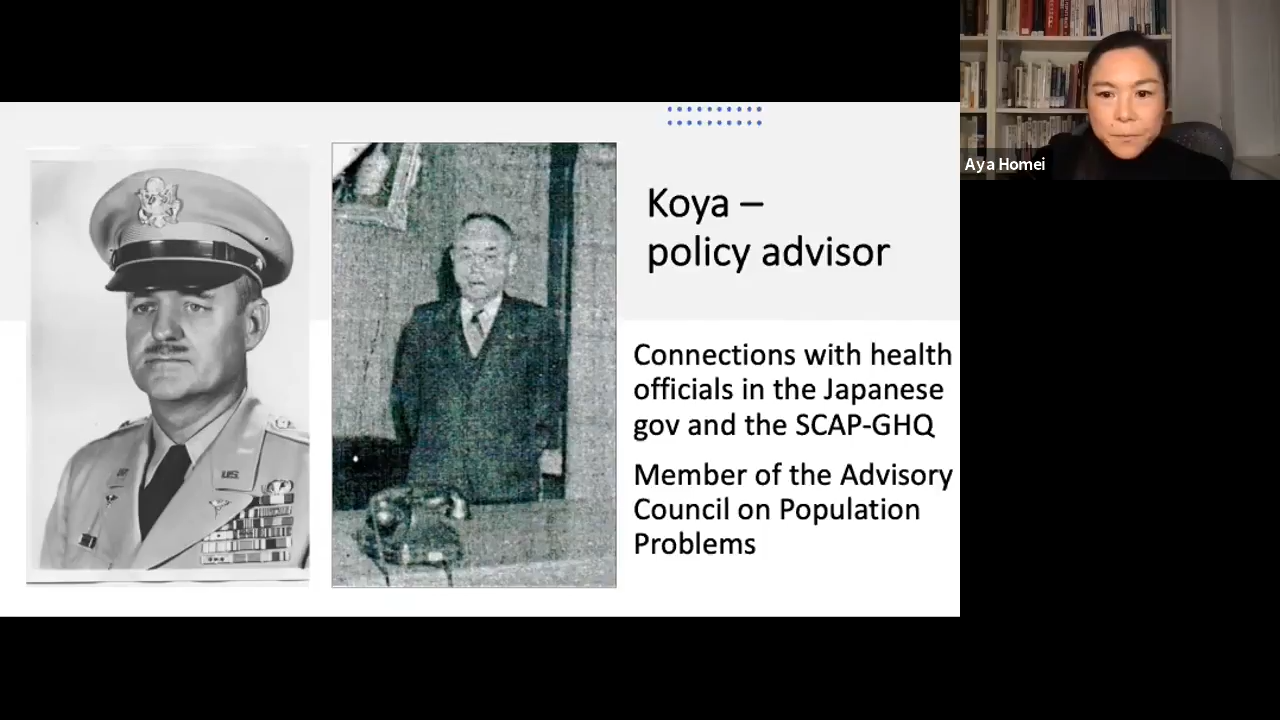 Aya Homei
Koya –
policy advisor
Connections with health
officials in the Japanese
gov and the SCAP-GHQ
Member of the Advisory
Council on Population
Problems
U.S.